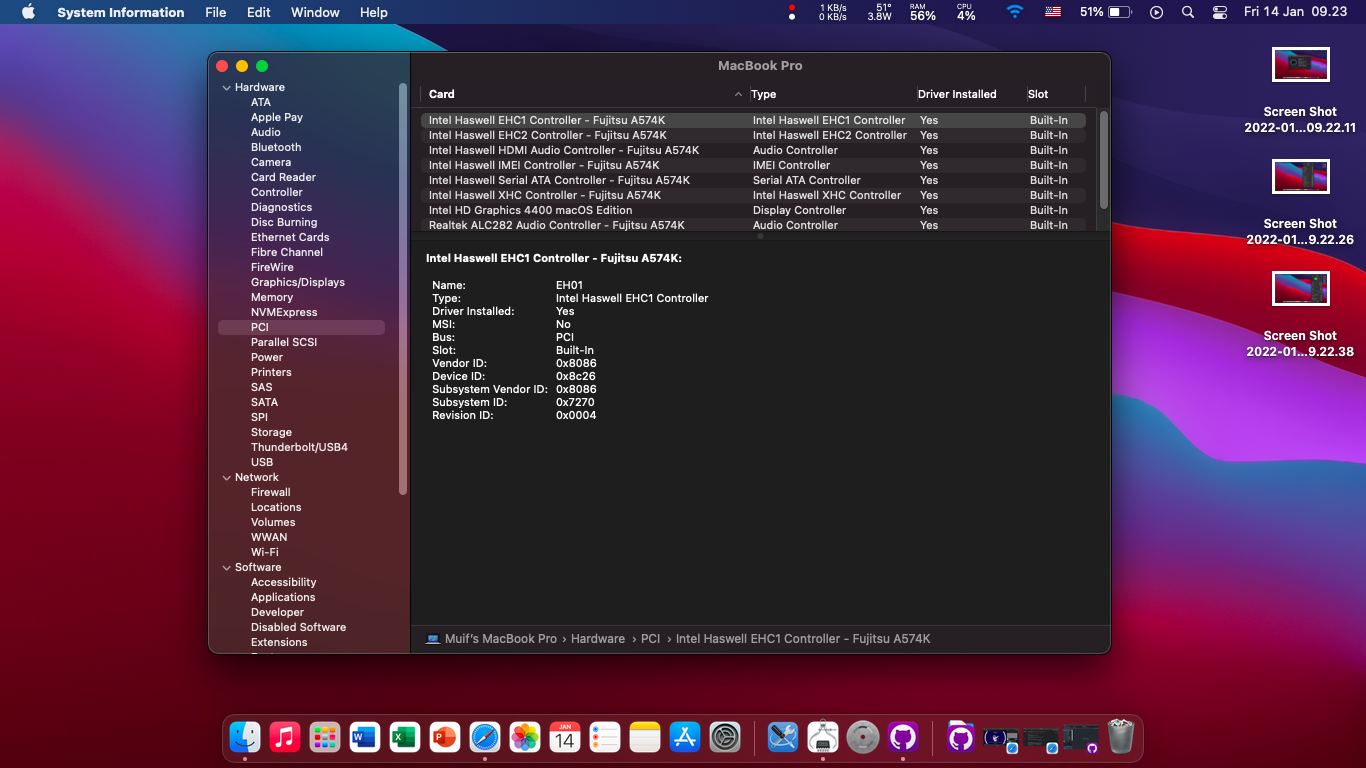 System Information File Edit Window Help
1 KB/s 0 KB/s 51° 3.8W RAM 56% CPU 4% 51% Fri 14 Jan 09.23
MacBook Pro
Hardware
ATA
Apple Pay
Audio
Bluetooth
Camera
Card Reader
Controller
Diagnostics
Disc Burning
Ethernet Cards
Fibre Channel
FireWire
Graphics/Displays
Memory
NVMExpress
PCI
Parallel SCSI
Power
Printers
SAS
SATA
SPI
Storage
Thunderbolt/USB4
USB
Network
Firewall
Locations
Volumes
WWAN
Wi-Fi
Software
Accessibility
Applications
Developer
Disabled Software
Extensions
Card Type Driver Installed Slot
Intel Haswell EHC1 Controller - Fujitsu A574K Intel Haswell EHC1 Controller Yes Built-In
Intel Haswell EHC2 Controller - Fujitsu A574K Intel Haswell EHC2 Controller Yes Built-In
Intel Haswell HDMI Audio Controller - Fujitsu A574K Audio Controller Yes Built-In
Intel Haswell IMEI Controller - Fujitsu A574K IMEI Controller Yes Built-In
Intel Haswell Serial ATA Controller - Fujitsu A574K Serial ATA Controller Yes Built-In
Intel Haswell XHC Controller - Fujitsu A574K Intel Haswell XHC Controller Yes Built-In
Intel HD Graphics 4400 macOS Edition Display Controller Yes Built-In
Realtek ALC282 Audio Controller - Fujitsu A574K Audio Controller Yes Built-In
Intel Haswell EHC1 Controller - Fujitsu A574K:
Name: EH01
Type: Intel Haswell EHC1 Controller
Driver Installed: Yes
MSI: No
Bus: PCI
Slot: Built-In
Vendor ID: 0x8086
Device ID: 0x8c26
Subsystem Vendor ID: 0x8086
Subsystem ID: 0x7270
Revision ID: 0x0004
Muif's MacBook Pro › Hardware › PCI › Intel Haswell EHC1 Controller - Fujitsu A574K
Screen Shot
2022-01...09.22.11
Screen Shot
2022-01...9.22.26
Screen Shot
2022-01...9.22.38
W X P JAN
14